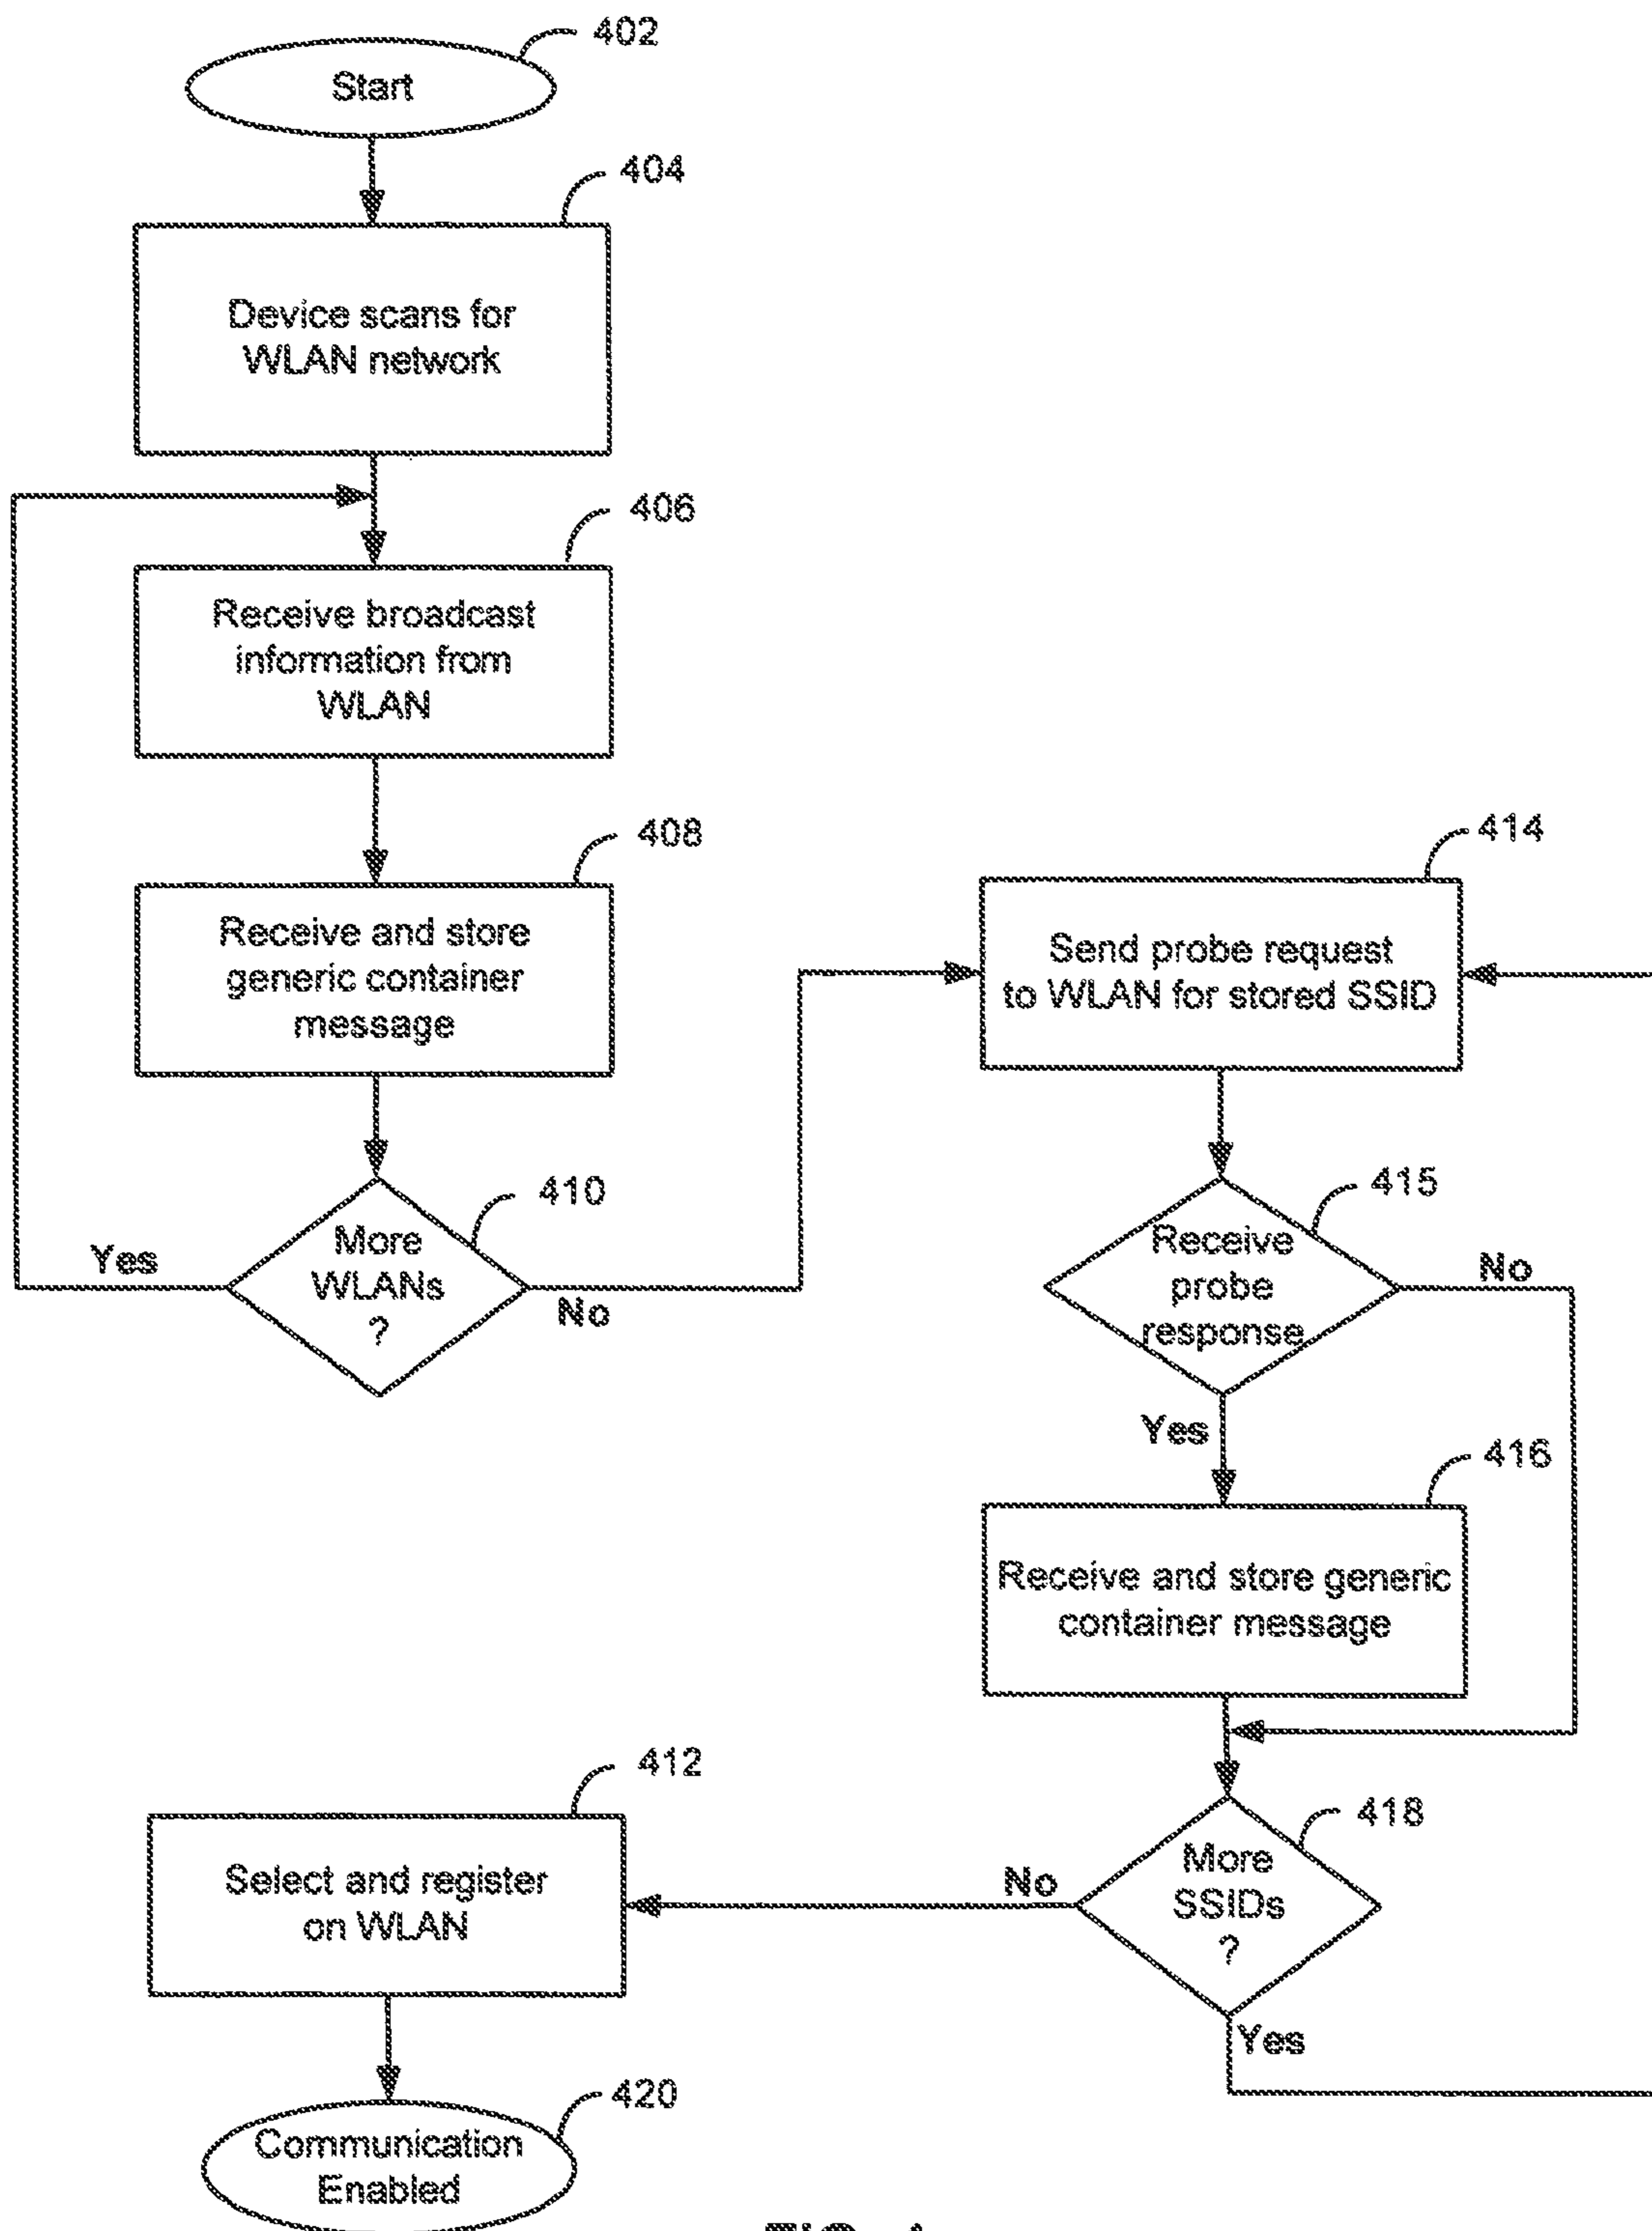 402
Start
404
Device scans for
WLAN network
406
Receive broadcast
information from
WLAN
408
Receive and store
generic container
message
410
More
WLANs
?
Yes
No
414
Send probe request
to WLAN for stored SSID
415
Receive
probe
response
No
Yes
416
Receive and store generic
container message
418
More
SSIDs
?
No
Yes
412
Select and register
on WLAN
420
Communication
Enabled